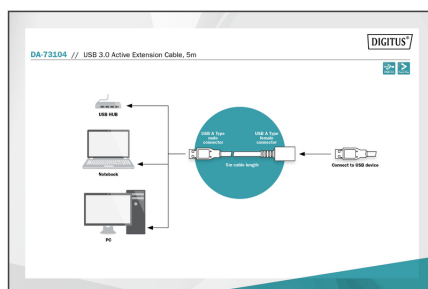 DIGITUS®
DA-73104 // USB 3.0 Active Extension Cable, 5m
USB HUB
Notebook
PC
USB A Type
male
connector
USB A Type
female
connector
5m cable length
Connect to USB device